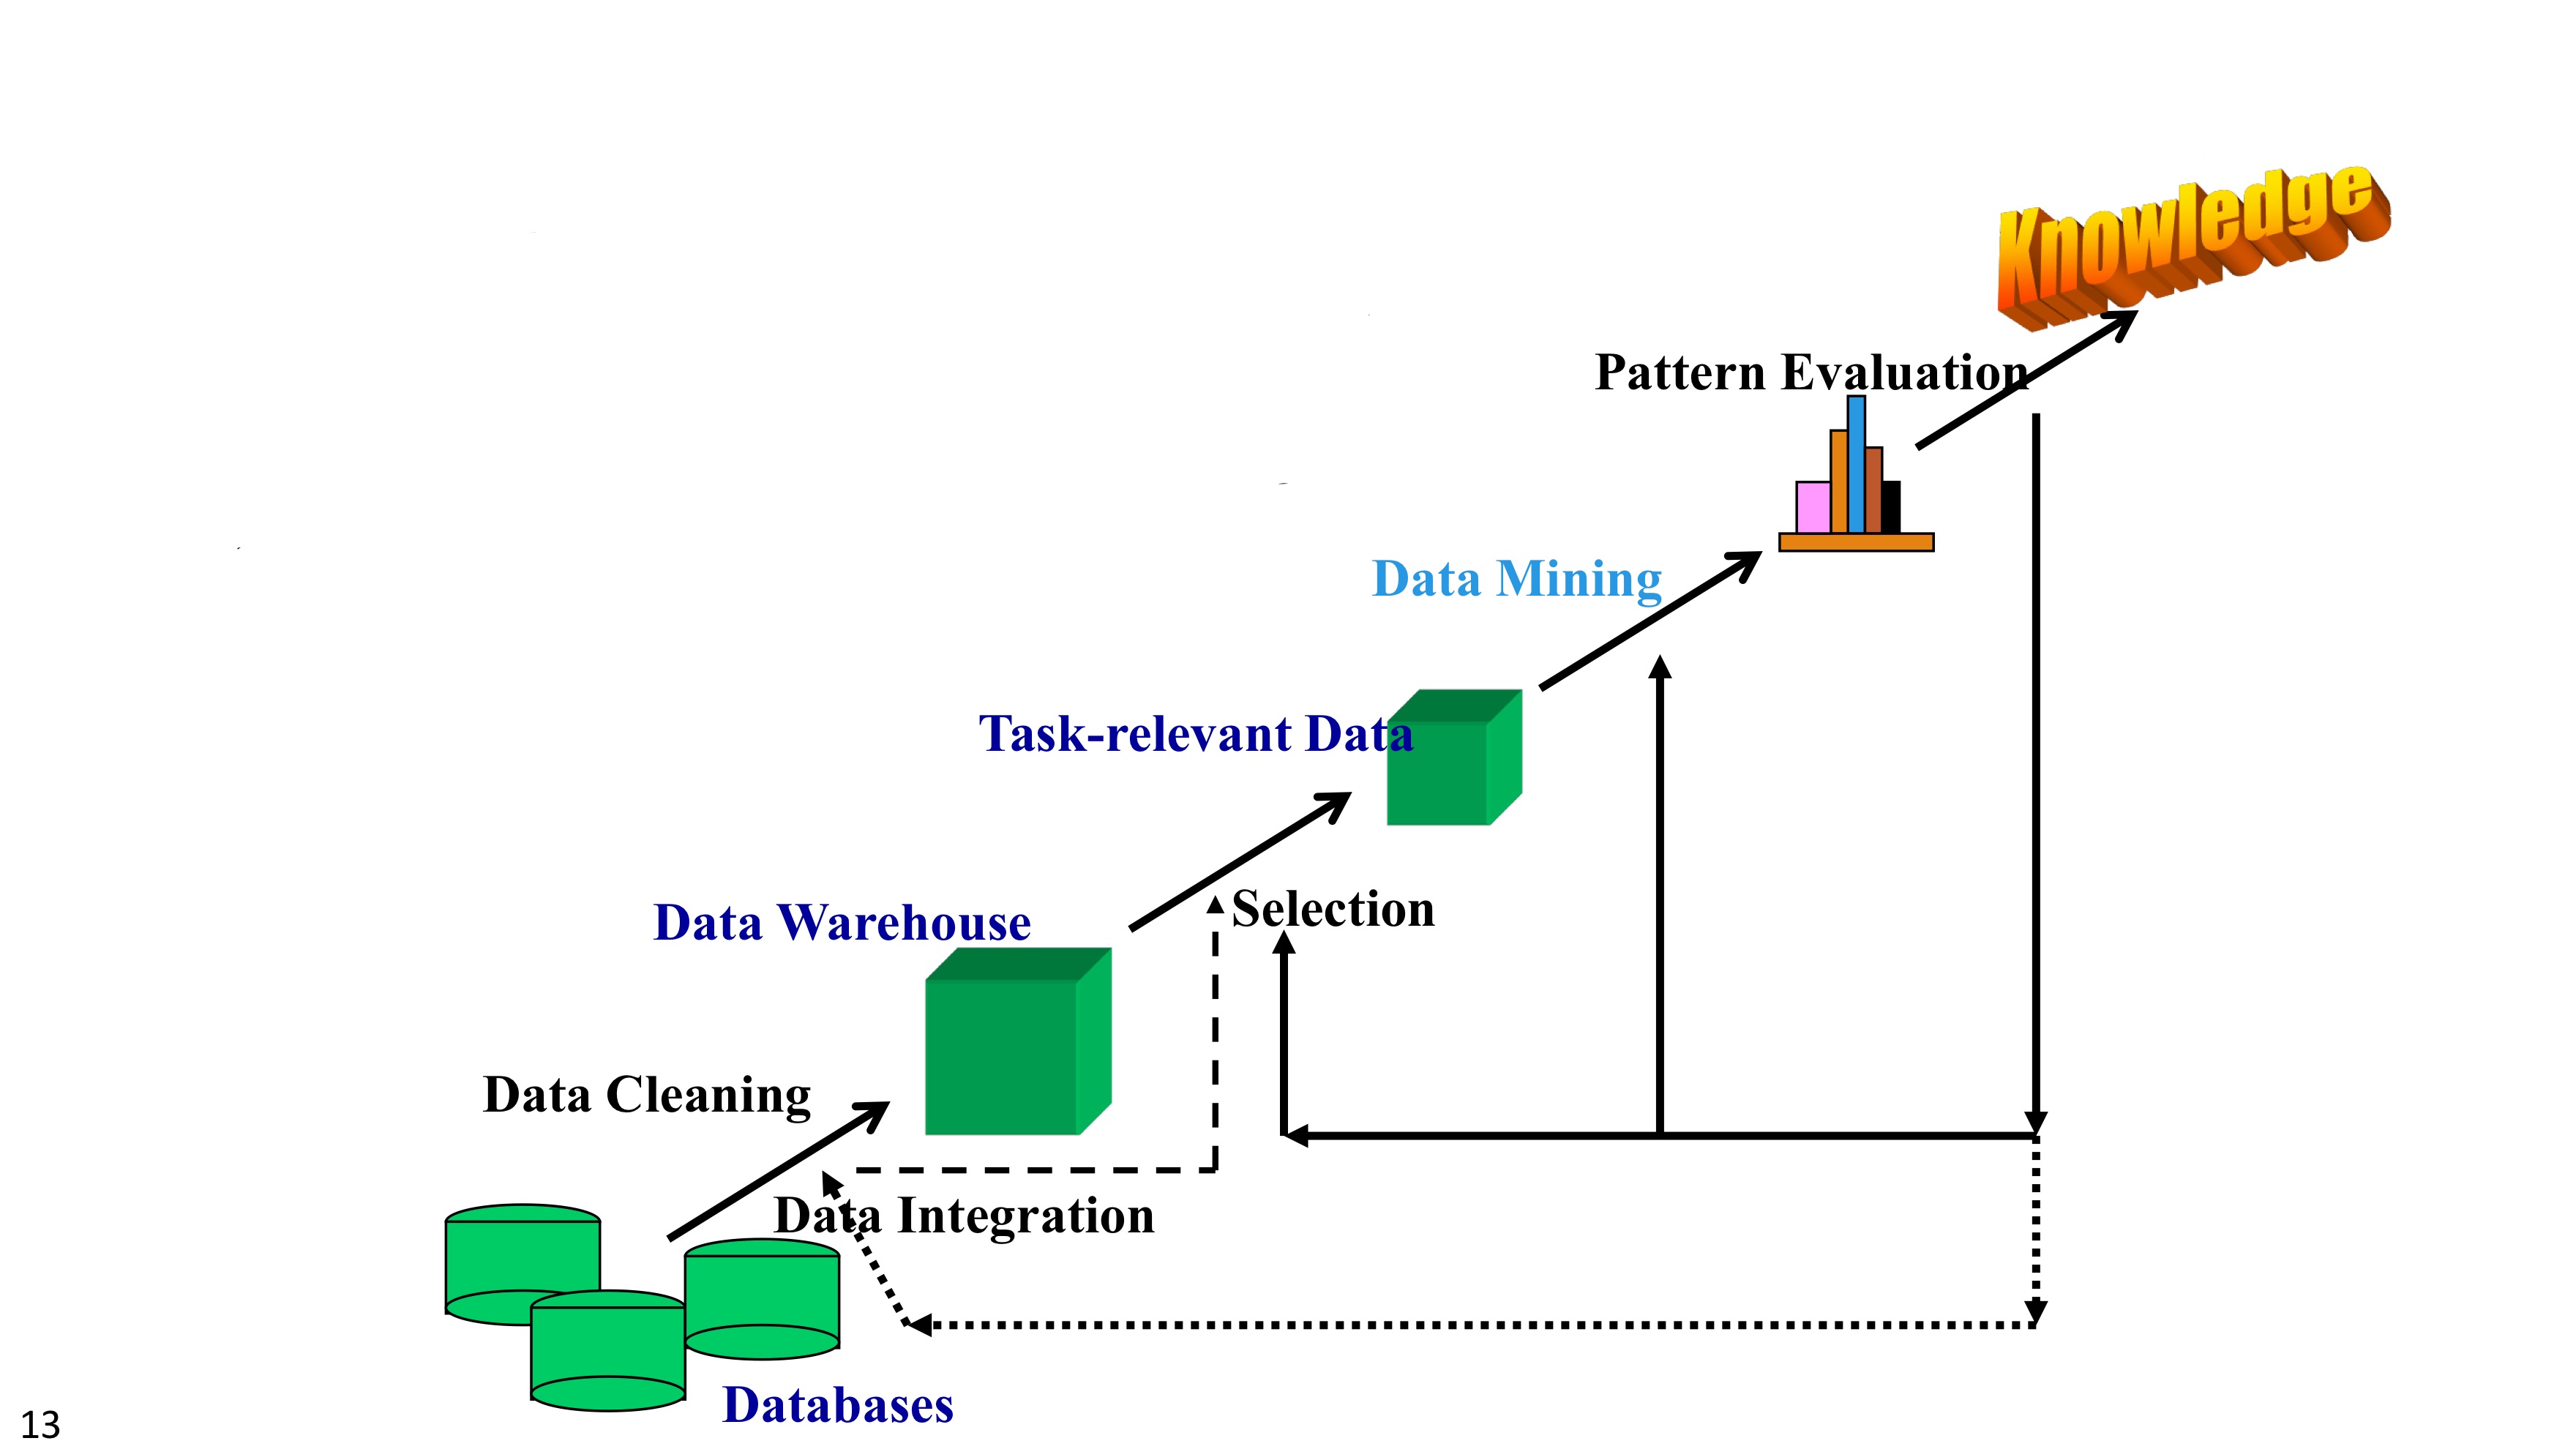 Knowledge
Pattern Evaluation
Data Mining
Task-relevant Data
Selection
Data Warehouse
Data Cleaning
Data Integration
Databases
13